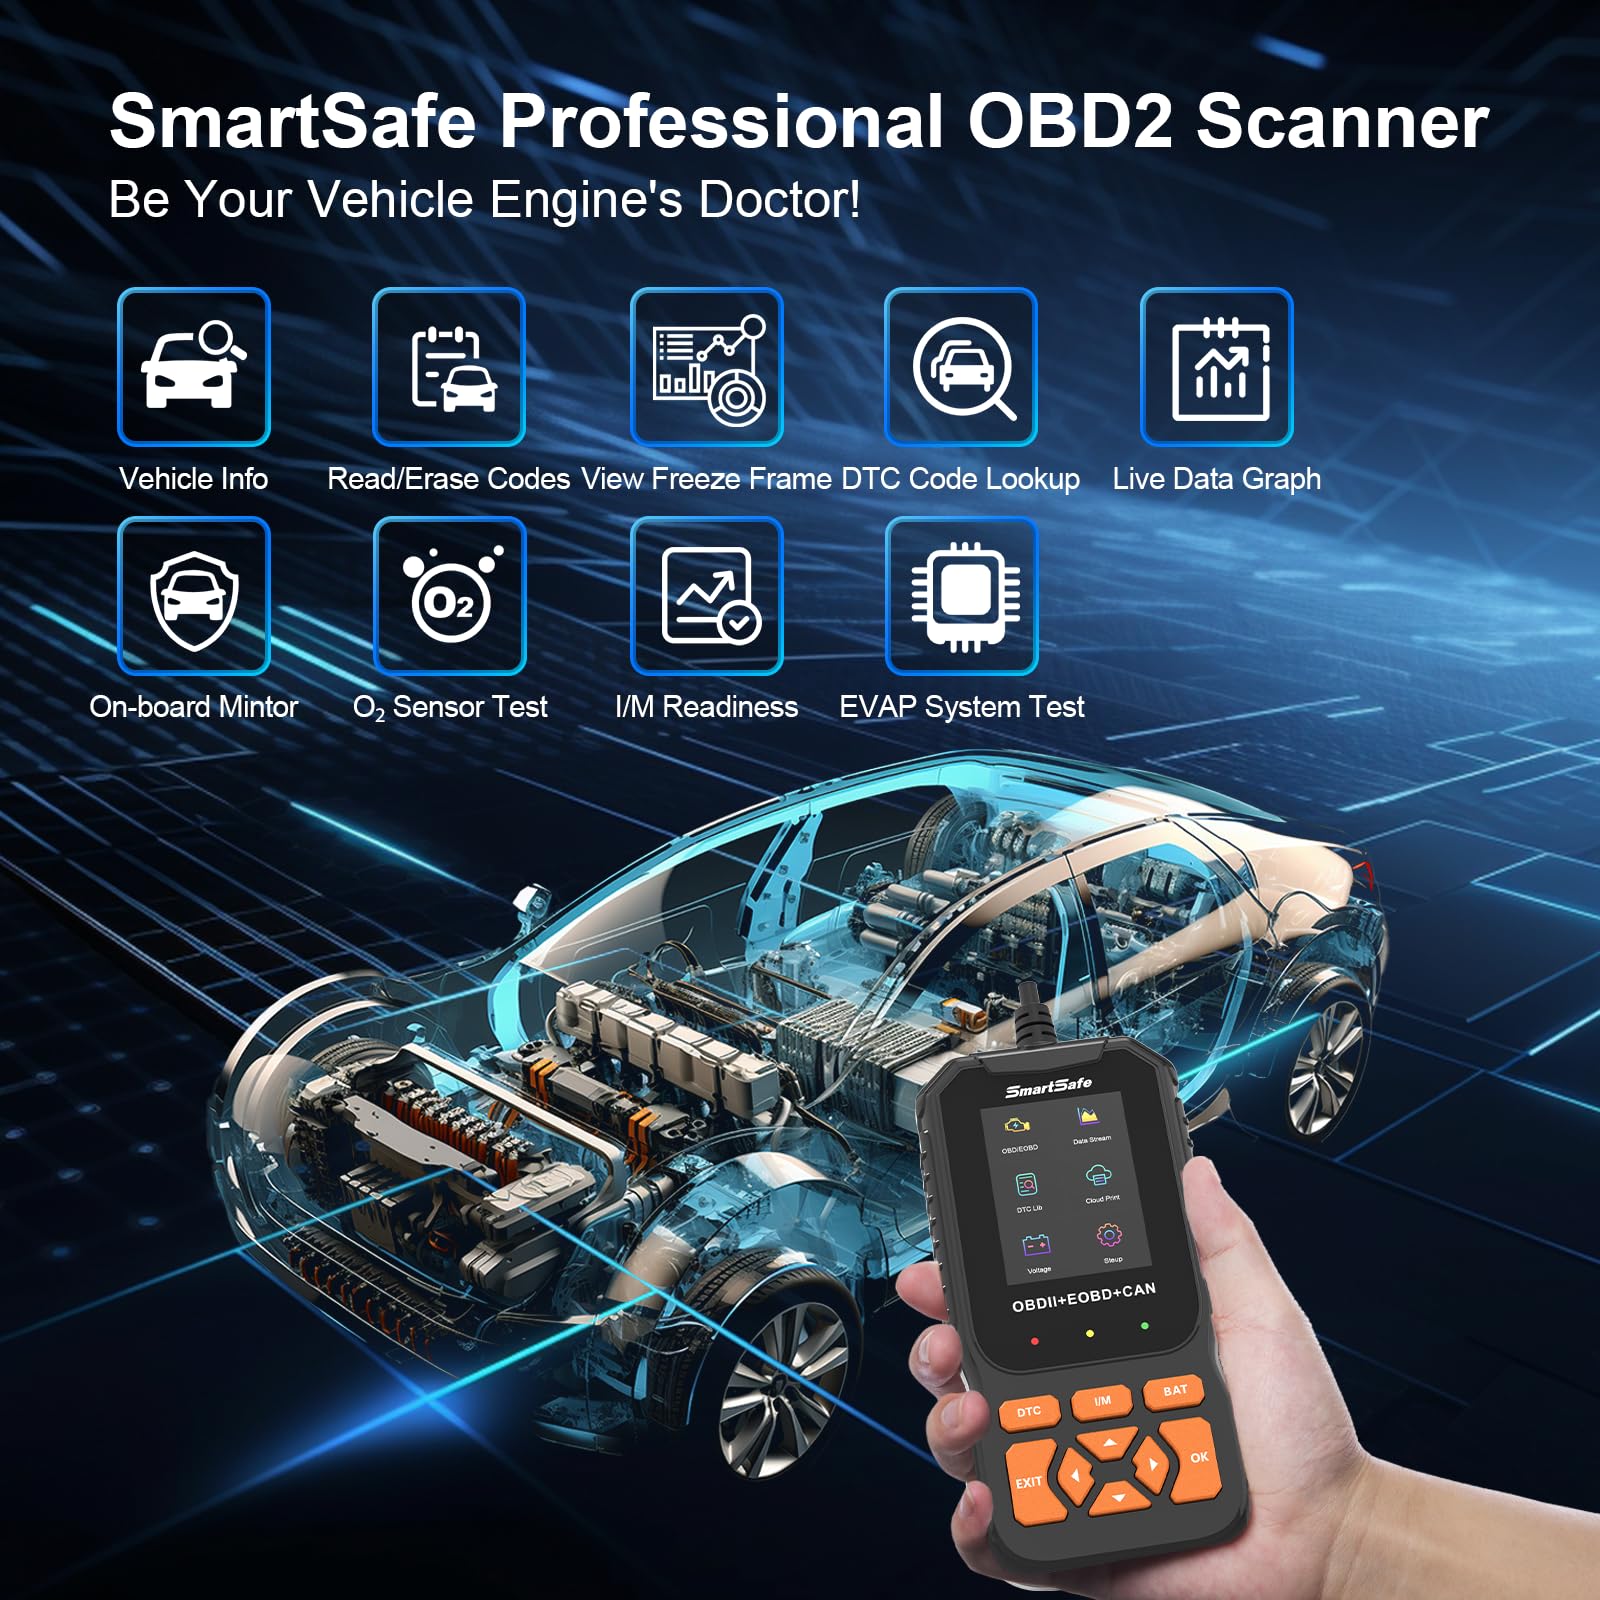 SmartSafe Professional OBD2 Scanner
Be Your Vehicle Engine's Doctor!
Vehicle Info
Read/Erase Codes
View Freeze Frame
DTC Code Lookup
Live Data Graph
O2
On-board Mintor
O₂ Sensor Test
I/M Readiness
EVAP System Test
SmartSafe
OBD/EOBD
Data Stream
DTC Lib
Cloud Print
Voltage
Steup
OBDII+EOBD+CAN
DTC
I/M
BAT
EXIT
OK